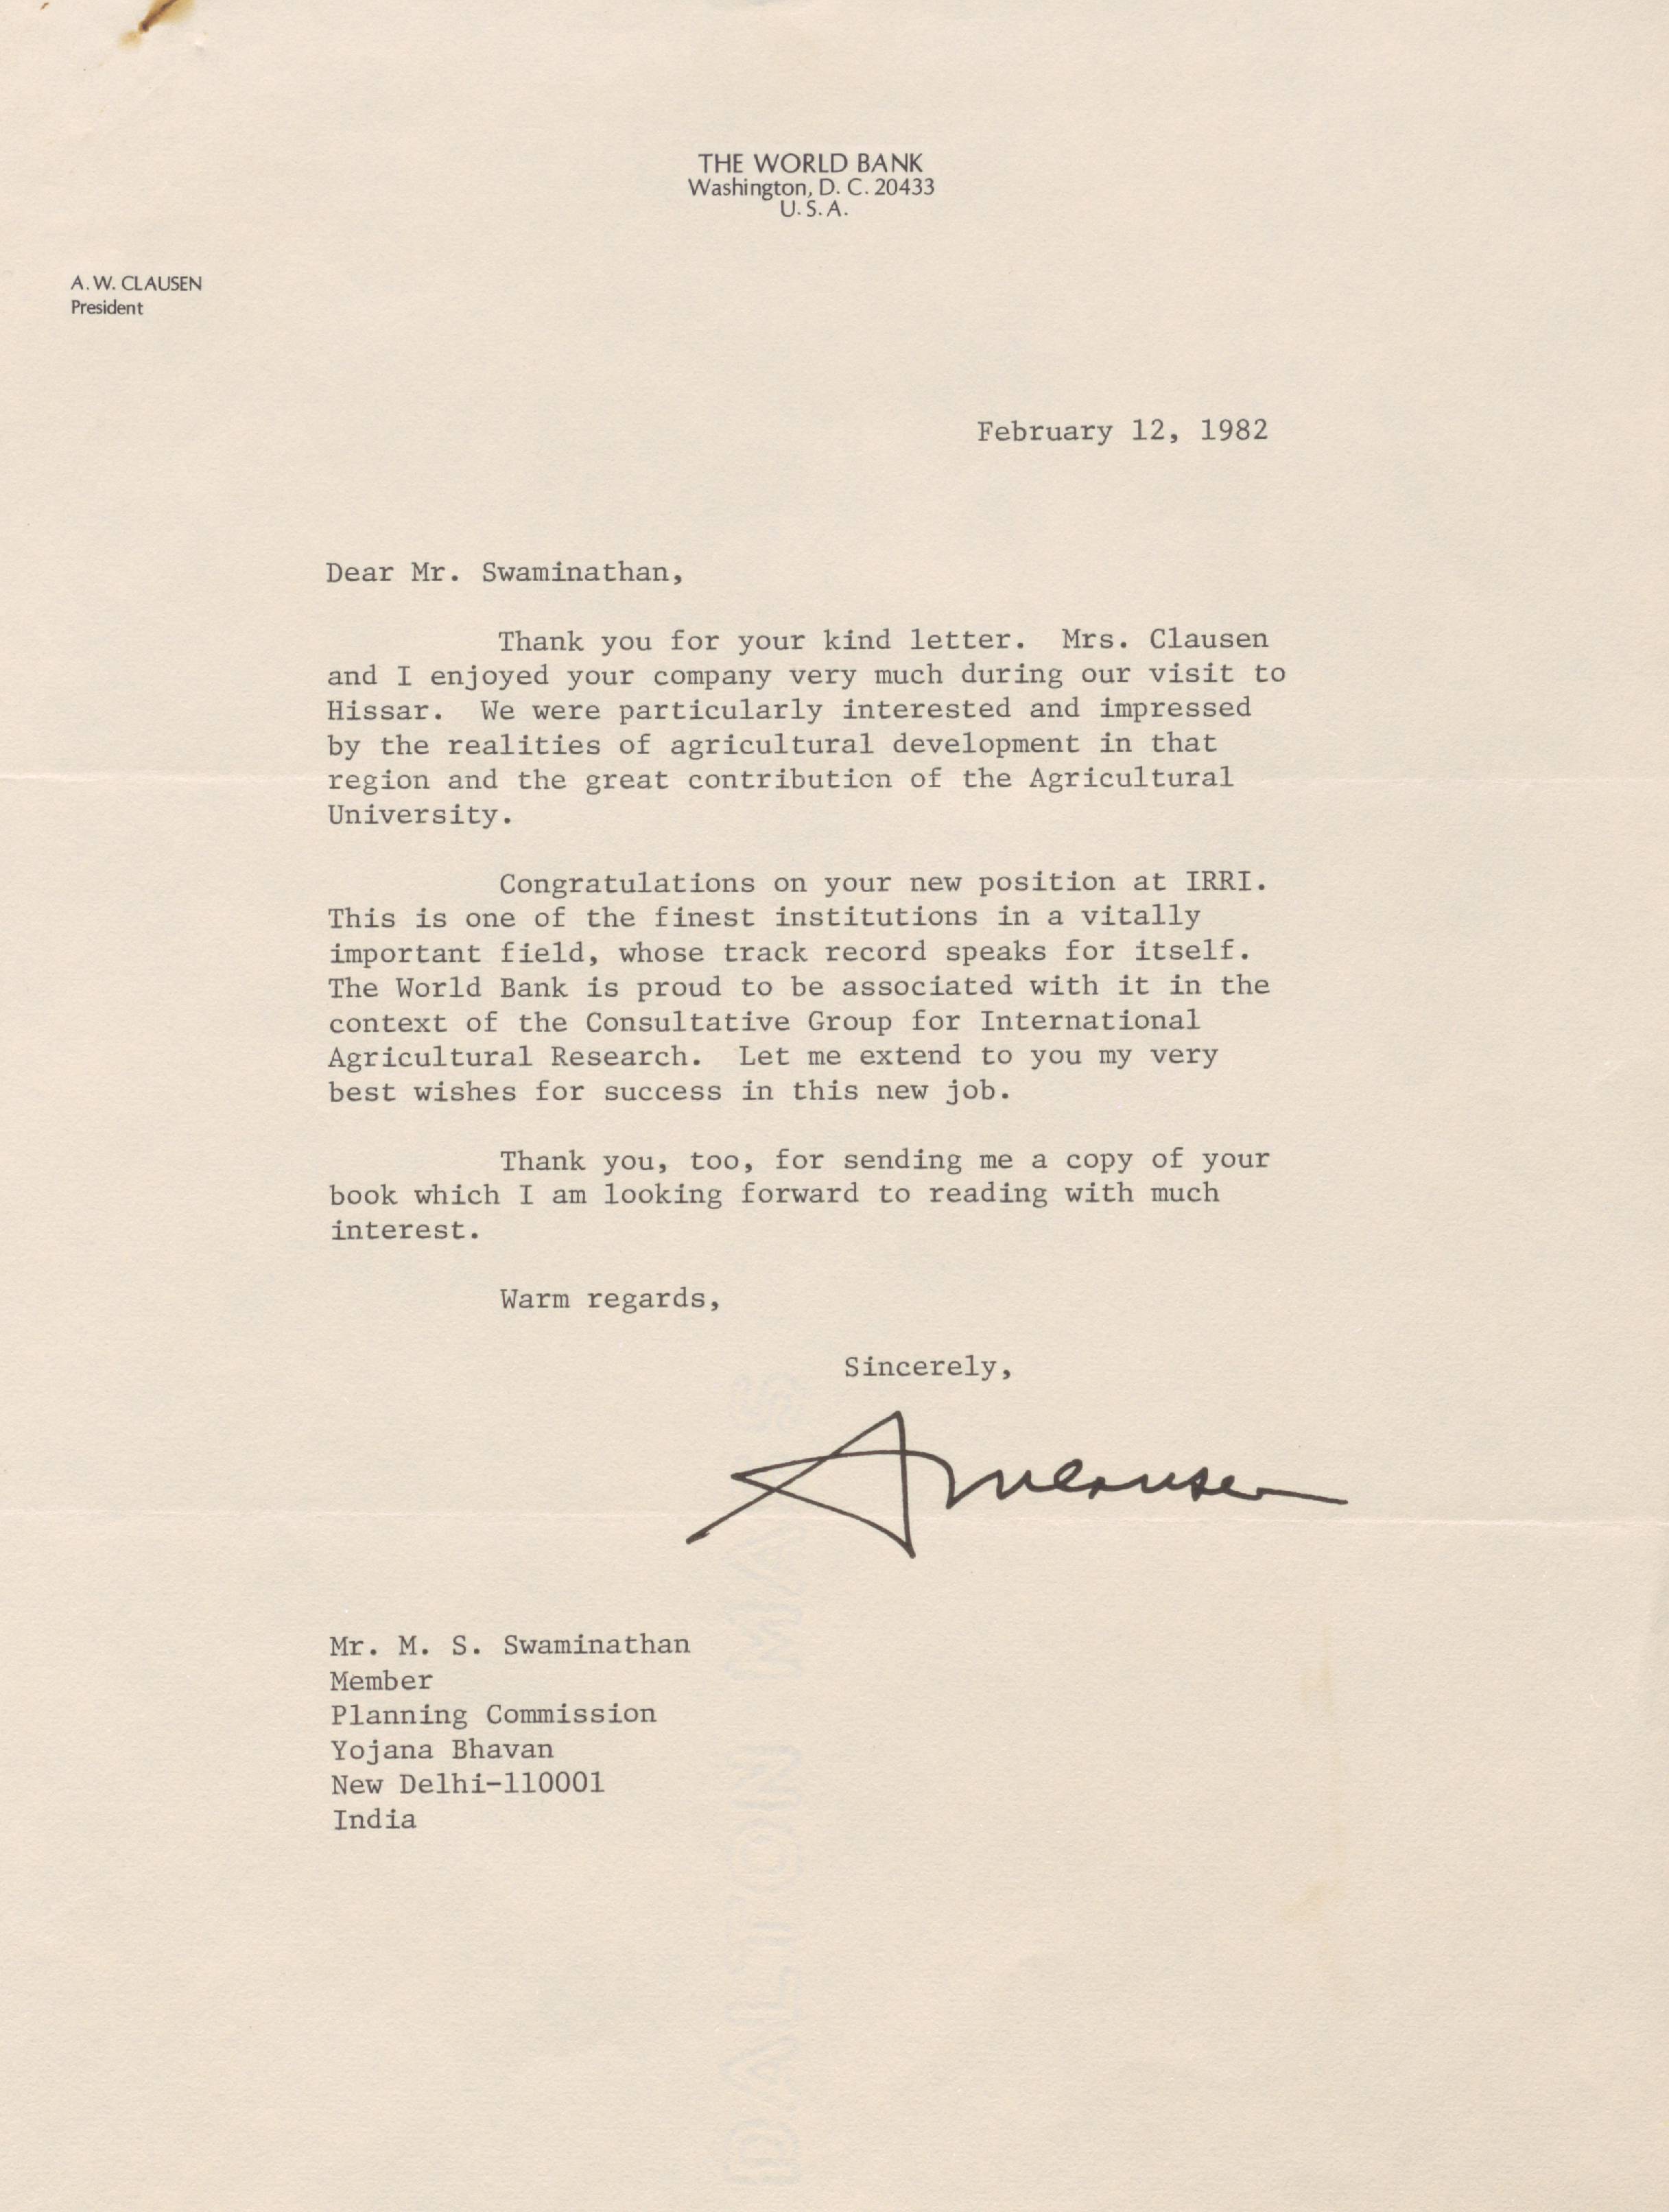 THE WORLD BANK
Washington, D. C. 20433
U. S. A.
A. W. CLAUSEN
President
February 12, 1982
Dear Mr. Swaminathan,
Thank you for your kind letter. Mrs. Clausen
and I enjoyed your company very much during our visit to
Hissar. We were particularly interested and impressed
by the realities of agricultural development in that
region and the great contribution of the Agricultural
University.
Congratulations on your new position at IRRI.
This is one of the finest institutions in a vitally
important field, whose track record speaks for itself.
The World Bank is proud to be associated with it in the
context of the Consultative Group for International
Agricultural Research. Let me extend to you my very
best wishes for success in this new job.
Thank you, too, for sending me a copy of your
book which I am looking forward to reading with much
interest.
Warm regards,
Sincerely,
AWClausen
Mr. M. S. Swaminathan
Member
Planning Commission
Yojana Bhavan
New Delhi-110001
India